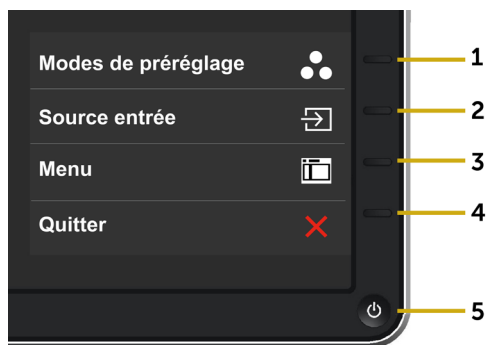 Modes de préréglage 1
Source entrée 2
Menu 3
Quitter 4
5